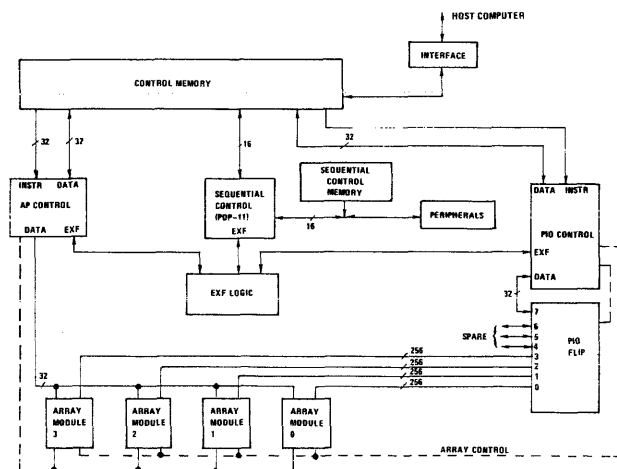 HOST COMPUTER
INTERFACE
CONTROL MEMORY
32
32
16
32
INSTR DATA
AP CONTROL
DATA EXF
SEQUENTIAL
CONTROL
(PDP-11)
EXF
SEQUENTIAL
CONTROL
MEMORY
16
PERIPHERALS
DATA INSTR
PIO CONTROL
EXF
DATA
EXF LOGIC
32
7
6
5
4
3
2
1
0
SPARE
PIO
FLIP
256
256
256
256
32
ARRAY
MODULE
3
ARRAY
MODULE
2
ARRAY
MODULE
1
ARRAY
MODULE
0
ARRAY CONTROL